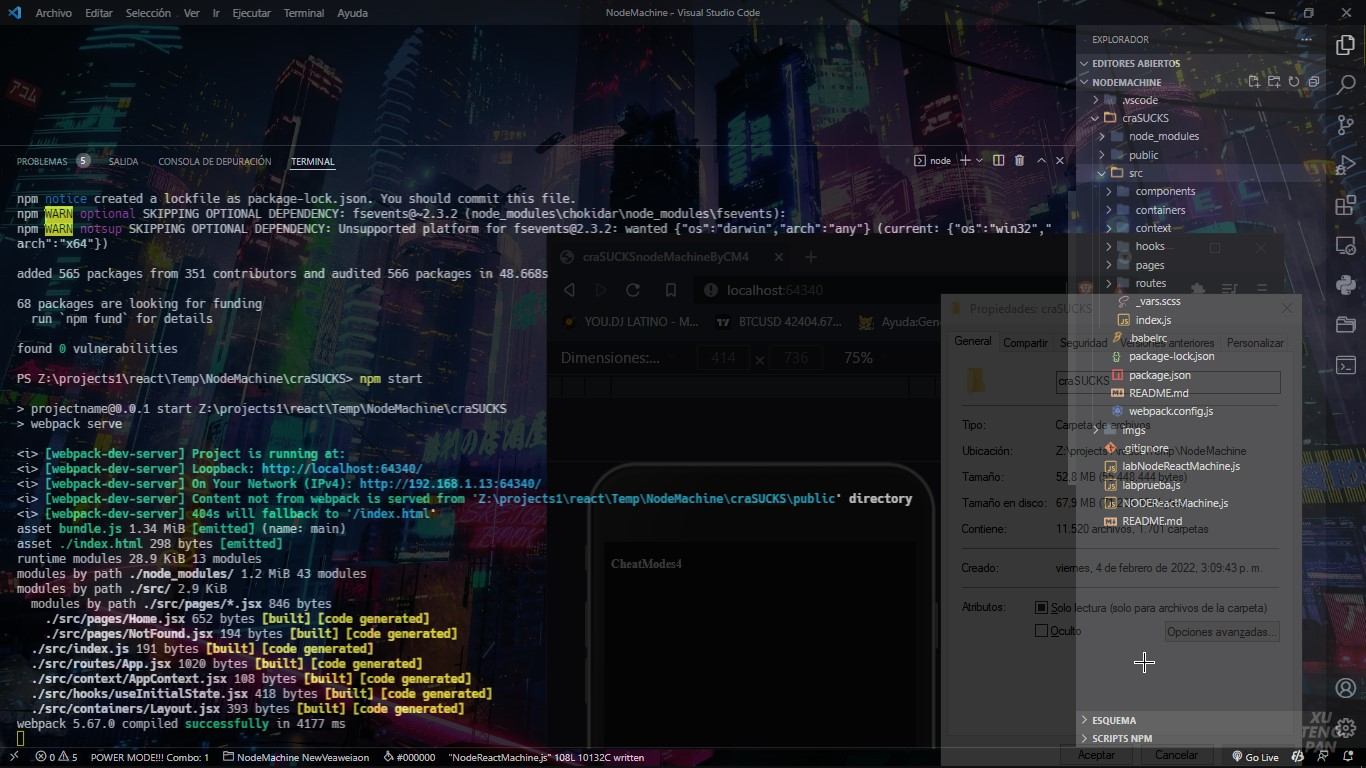 Archivo Editar Selección Ver Ir Ejecutar Terminal Ayuda
NodeMachine - Visual Studio Code
アコム
PROBLEMAS 5 SALIDA CONSOLA DE DEPURACIÓN TERMINAL
node
npm notice created a lockfile as package-lock.json. You should commit this file.
npm WARN optional SKIPPING OPTIONAL DEPENDENCY: fsevents@~2.3.2 (node_modules\chokidar\node_modules\fsevents):
npm WARN notsup SKIPPING OPTIONAL DEPENDENCY: Unsupported platform for fsevents@2.3.2: wanted {"os":"darwin","arch":"any"} (current: {"os":"win32","
arch":"x64"})
added 565 packages from 351 contributors and audited 566 packages in 48.668s
68 packages are looking for funding
run `npm fund` for details
found 0 vulnerabilities
PS Z:\projects1\react\Temp\NodeMachine\craSUCKS> npm start
> projectname@0.0.1 start Z:\projects1\react\Temp\NodeMachine\craSUCKS
> webpack serve
<i> [webpack-dev-server] Project is running at:
<i> [webpack-dev-server] Loopback: http://localhost:64340/
<i> [webpack-dev-server] On Your Network (IPv4): http://192.168.1.13:64340/
<i> [webpack-dev-server] Content not from webpack is served from 'Z:\projects1\react\Temp\NodeMachine\craSUCKS\public' directory
<i> [webpack-dev-server] 404s will fallback to '/index.html'
asset bundle.js 1.34 MiB [emitted] (name: main)
asset ./index.html 298 bytes [emitted]
runtime modules 28.9 KiB 13 modules
modules by path ./node_modules/ 1.2 MiB 43 modules
modules by path ./src/ 2.9 KiB
modules by path ./src/pages/*.jsx 846 bytes
./src/pages/Home.jsx 652 bytes [built] [code generated]
./src/pages/NotFound.jsx 194 bytes [built] [code generated]
./src/index.js 191 bytes [built] [code generated]
./src/routes/App.jsx 1020 bytes [built] [code generated]
./src/context/AppContext.js 108 bytes [built] [code generated]
./src/hooks/useInitialState.js 418 bytes [built] [code generated]
./src/containers/Layout.jsx 393 bytes [built] [code generated]
webpack 5.67.0 compiled successfully in 4177 ms
craSUCKSnodeMachineByCM4
localhost:64340
YOU.DJ LATINO - M... BTCUSD 42404.67... Ayuda:Gen
Dimensiones:... 414 × 736 75%
CheatModes4
Propiedades: craSUCKS
General Compartir Seguridad Versiones anteriores Personalizar
craSUCKS
Tipo: Carpeta de archivos
Ubicación: Z:\projects1\react\Temp\NodeMachine
Tamaño: 52,8 MB
Tamaño en disco: 67,9 MB
Contiene: 11.520 archivos, 1.701 carpetas
Creado: viernes, 4 de febrero de 2022, 3:09:43 p. m.
Atributos: Solo lectura (solo para archivos de la carpeta)
Oculto Opciones avanzadas...
Aceptar Cancelar
EXPLORADOR
EDITORES ABIERTOS
NODEMACHINE
.vscode
craSUCKS
node_modules
public
src
components
containers
context
hooks
pages
routes
_vars.scss
index.js
.babelrc
package-lock.json
package.json
README.md
webpack.config.js
imgs
.gitignore
labNodeReactMachine.js
labprueba.js
NODEReactMachine.js
README.md
ESQUEMA
SCRIPTS NPM
XU
TENG
PAN
0 5 POWER MODE!!! Combo: 1 NodeMachine NewVeaweiaon #000000 "NodeReactMachine.js" 108L 10132C written
Go Live